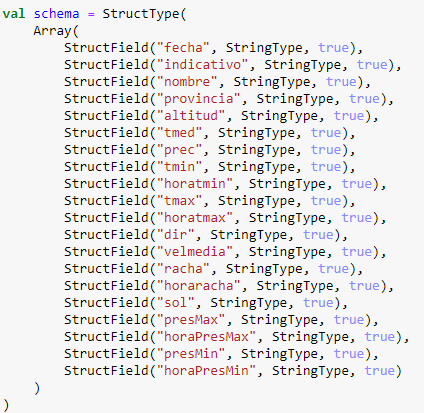 val schema = StructType(
    Array(
        StructField("fecha", StringType, true),
        StructField("indicativo", StringType, true),
        StructField("nombre", StringType, true),
        StructField("provincia", StringType, true),
        StructField("altitud", StringType, true),
        StructField("tmed", StringType, true),
        StructField("prec", StringType, true),
        StructField("tmin", StringType, true),
        StructField("horatmin", StringType, true),
        StructField("tmax", StringType, true),
        StructField("horatmax", StringType, true),
        StructField("dir", StringType, true),
        StructField("velmedia", StringType, true),
        StructField("racha", StringType, true),
        StructField("horaracha", StringType, true),
        StructField("sol", StringType, true),
        StructField("presMax", StringType, true),
        StructField("horaPresMax", StringType, true),
        StructField("presMin", StringType, true),
        StructField("horaPresMin", StringType, true)
    )
)